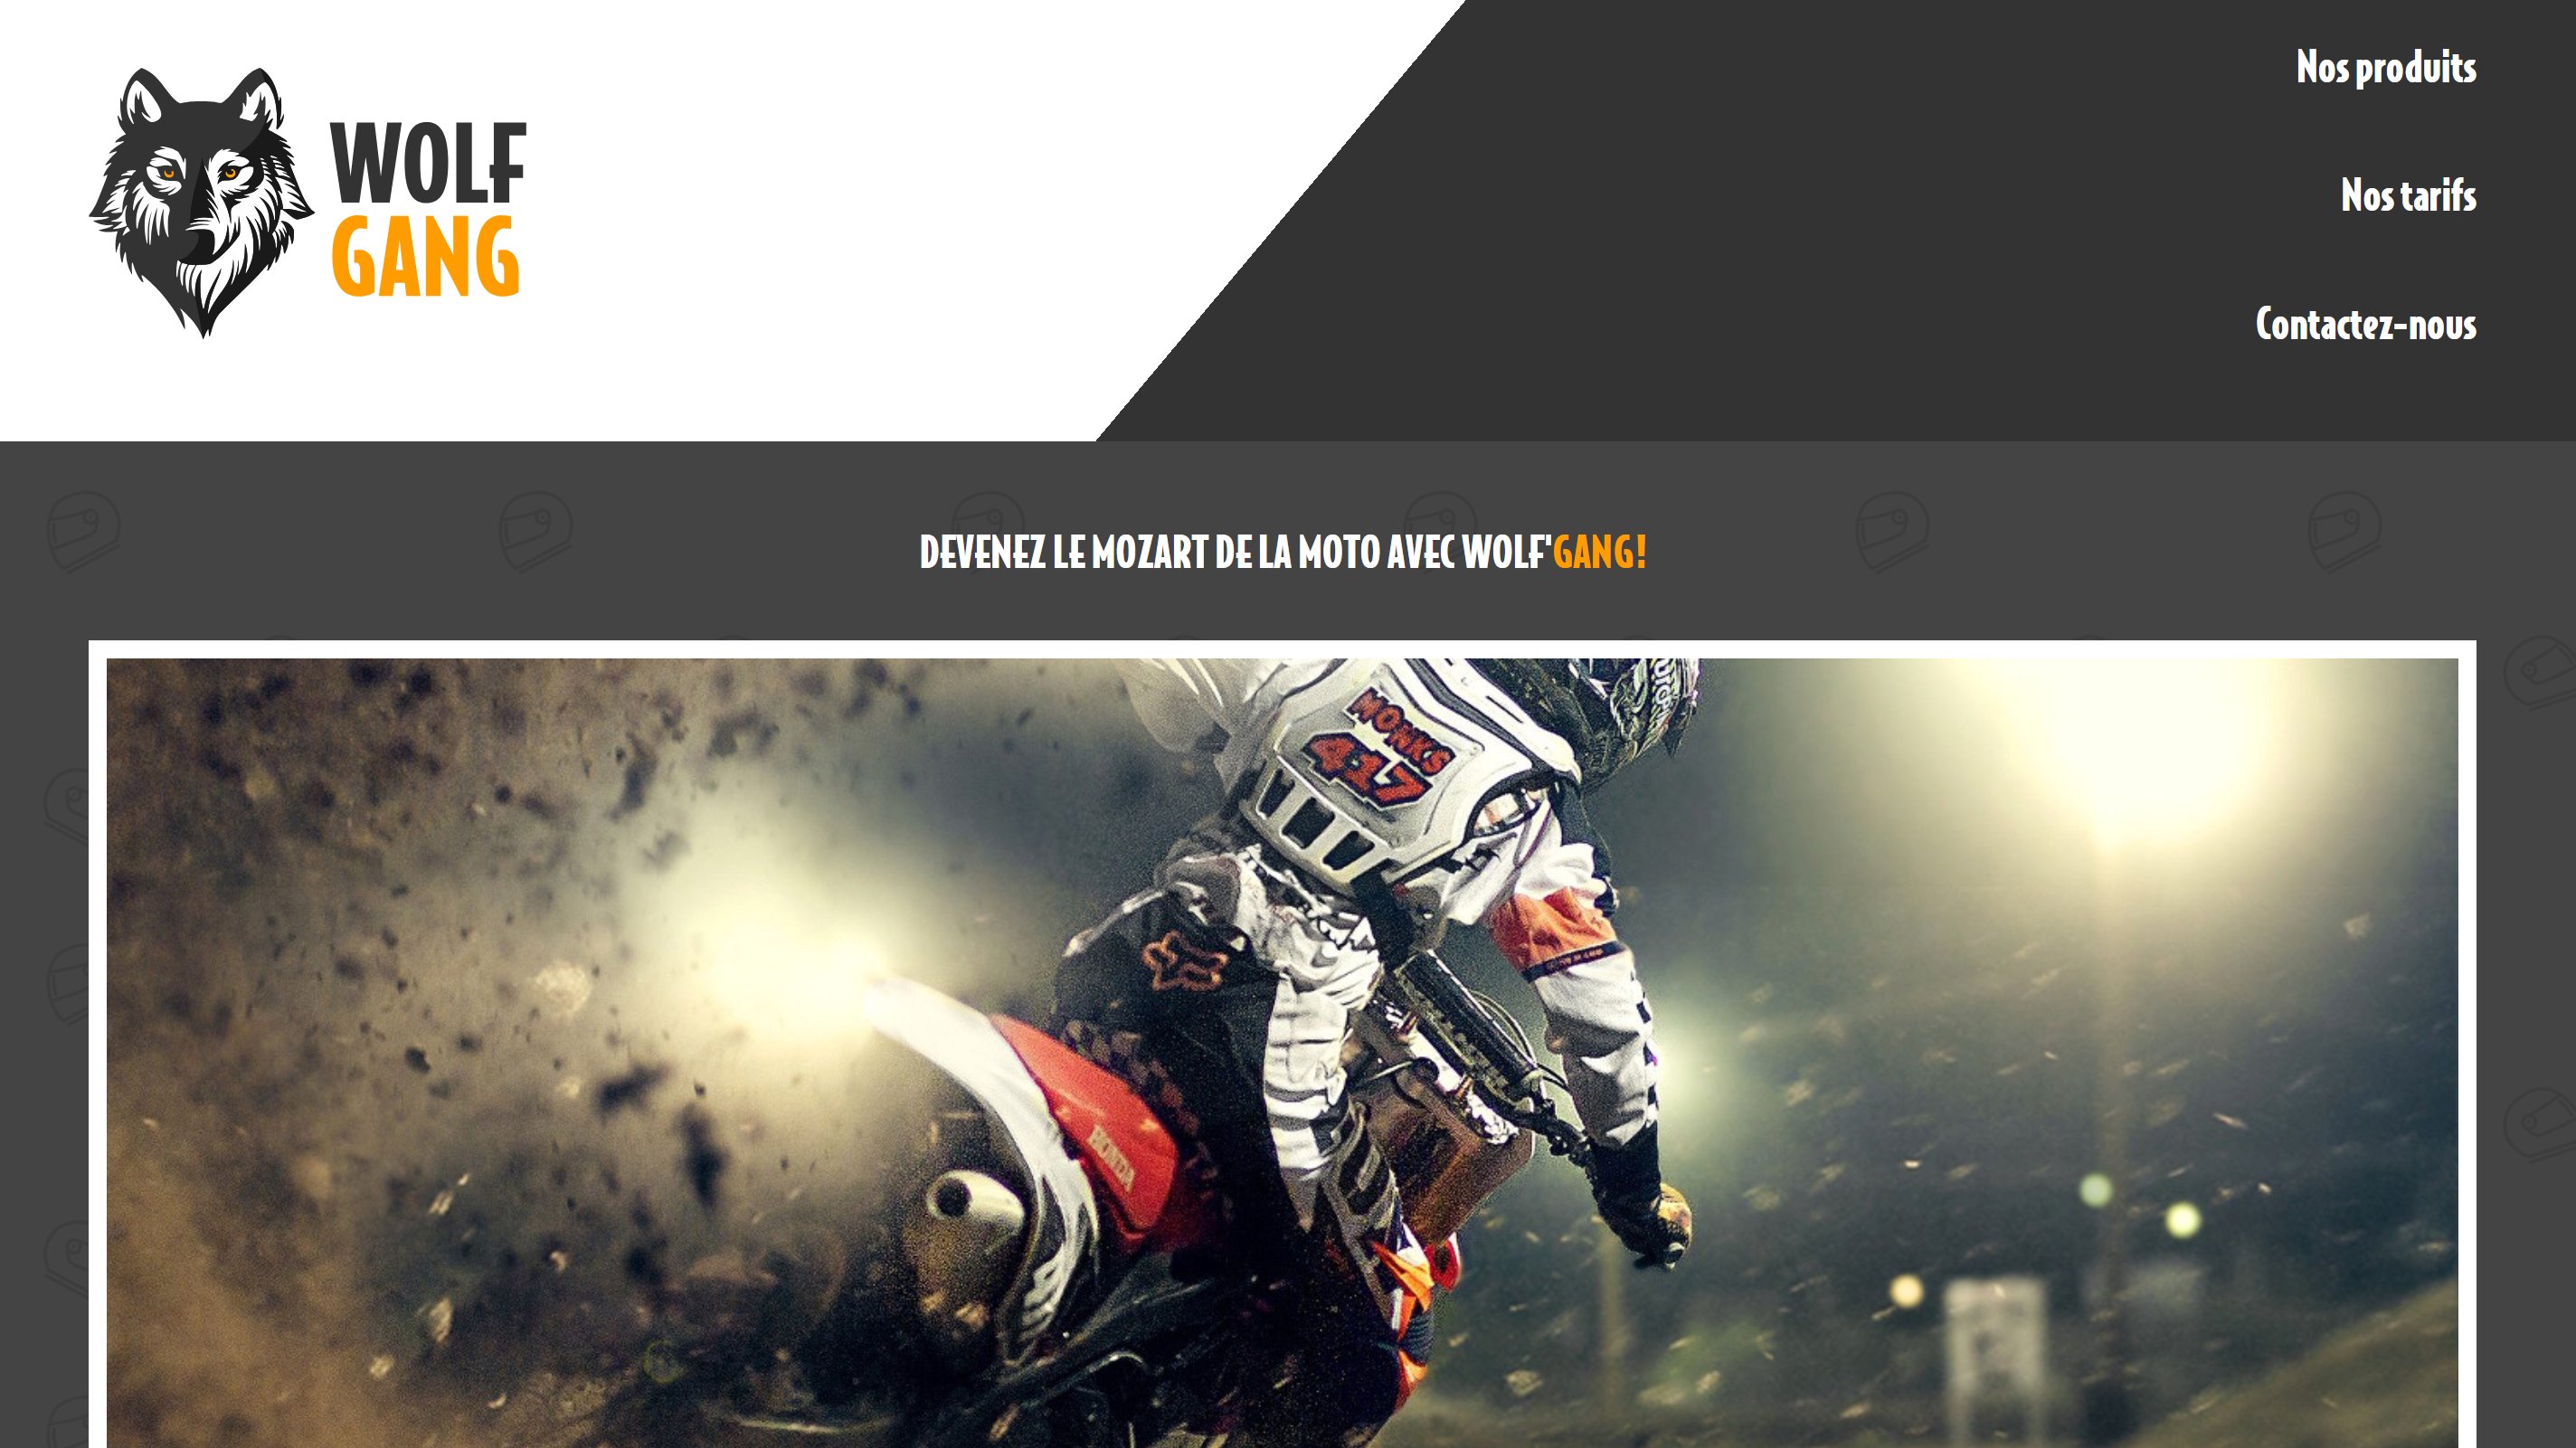 WOLF
GANG
Nos produits
Nos tarifs
Contactez-nous
DEVENEZ LE MOZART DE LA MOTO AVEC WOLF'GANG!
MONKS
417
HONDA